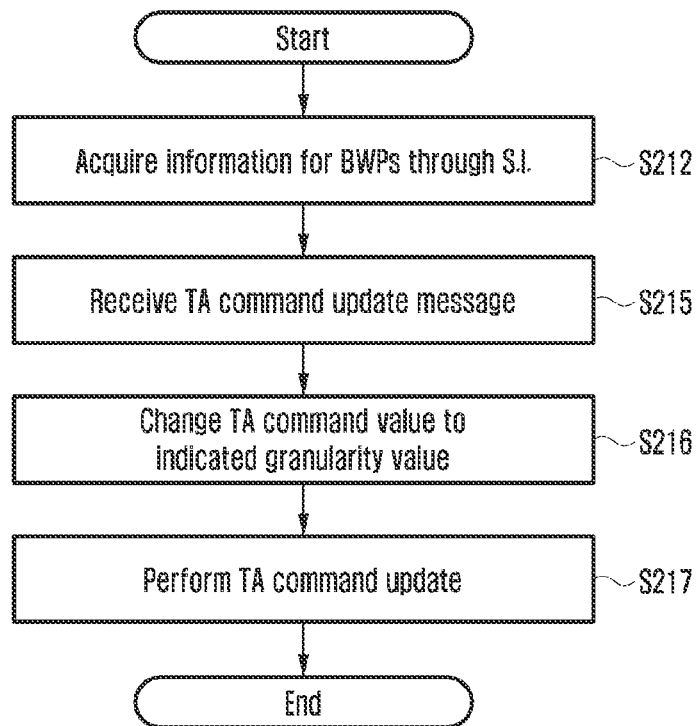 Start
Acquire information for BWPs through S.I.
S212
Receive TA command update message
S215
Change TA command value to
indicated granularity value
S216
Perform TA command update
S217
End